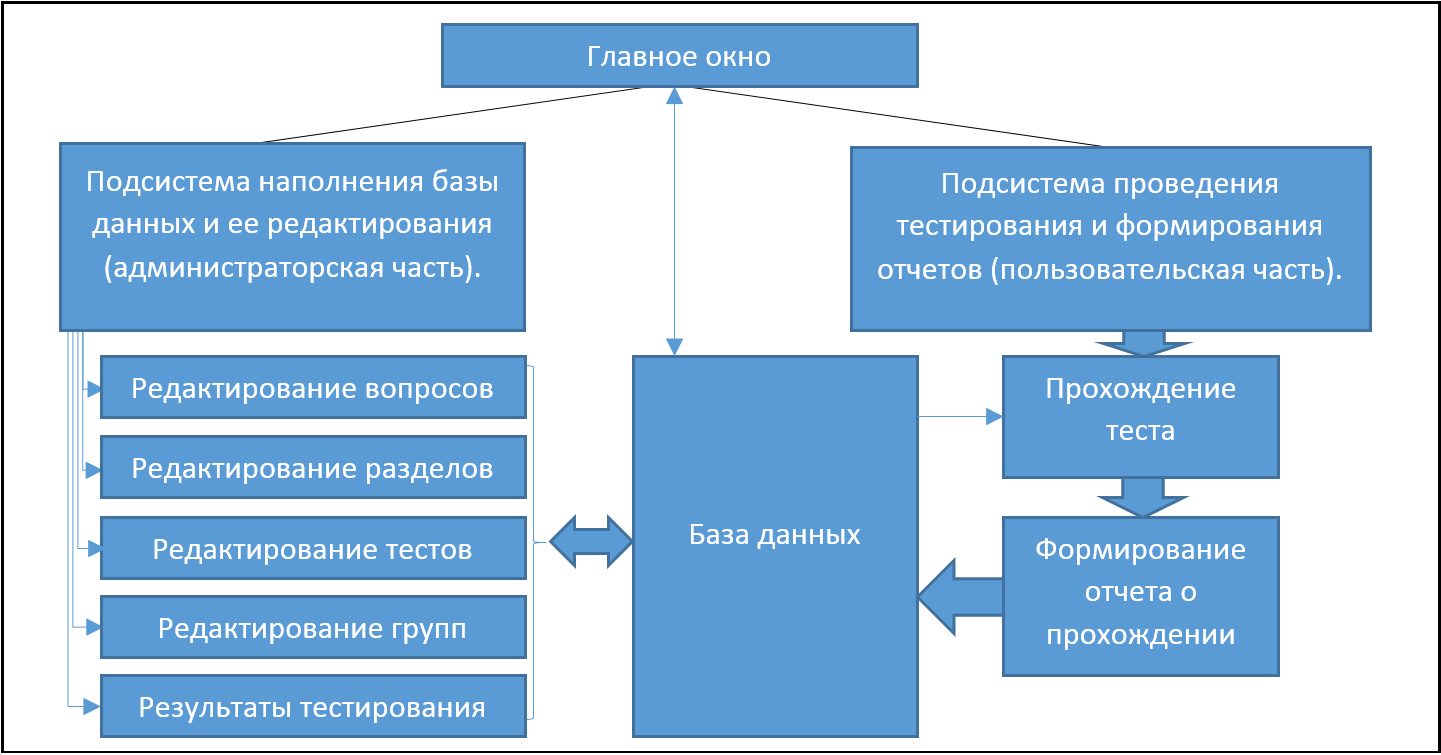 Главное окно
Подсистема наполнения базы
данных и ее редактирования
(администраторская часть).
Подсистема проведения
тестирования и формирования
отчетов (пользовательская часть).
Редактирование вопросов
Редактирование разделов
Редактирование тестов
Редактирование групп
Результаты тестирования
База данных
Прохождение
теста
Формирование
отчета о
прохождении